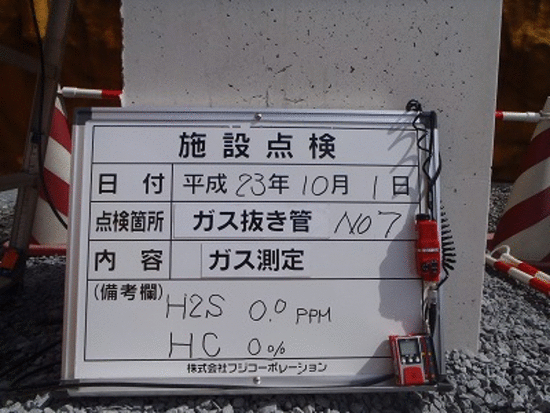 施設点検
日付 平成23年10月1日
点検箇所 ガス抜き管 NO7
内容 ガス測定
(備考欄)
H2S 0.0 PPM
HC 0%
株式会社フジコーポレーション